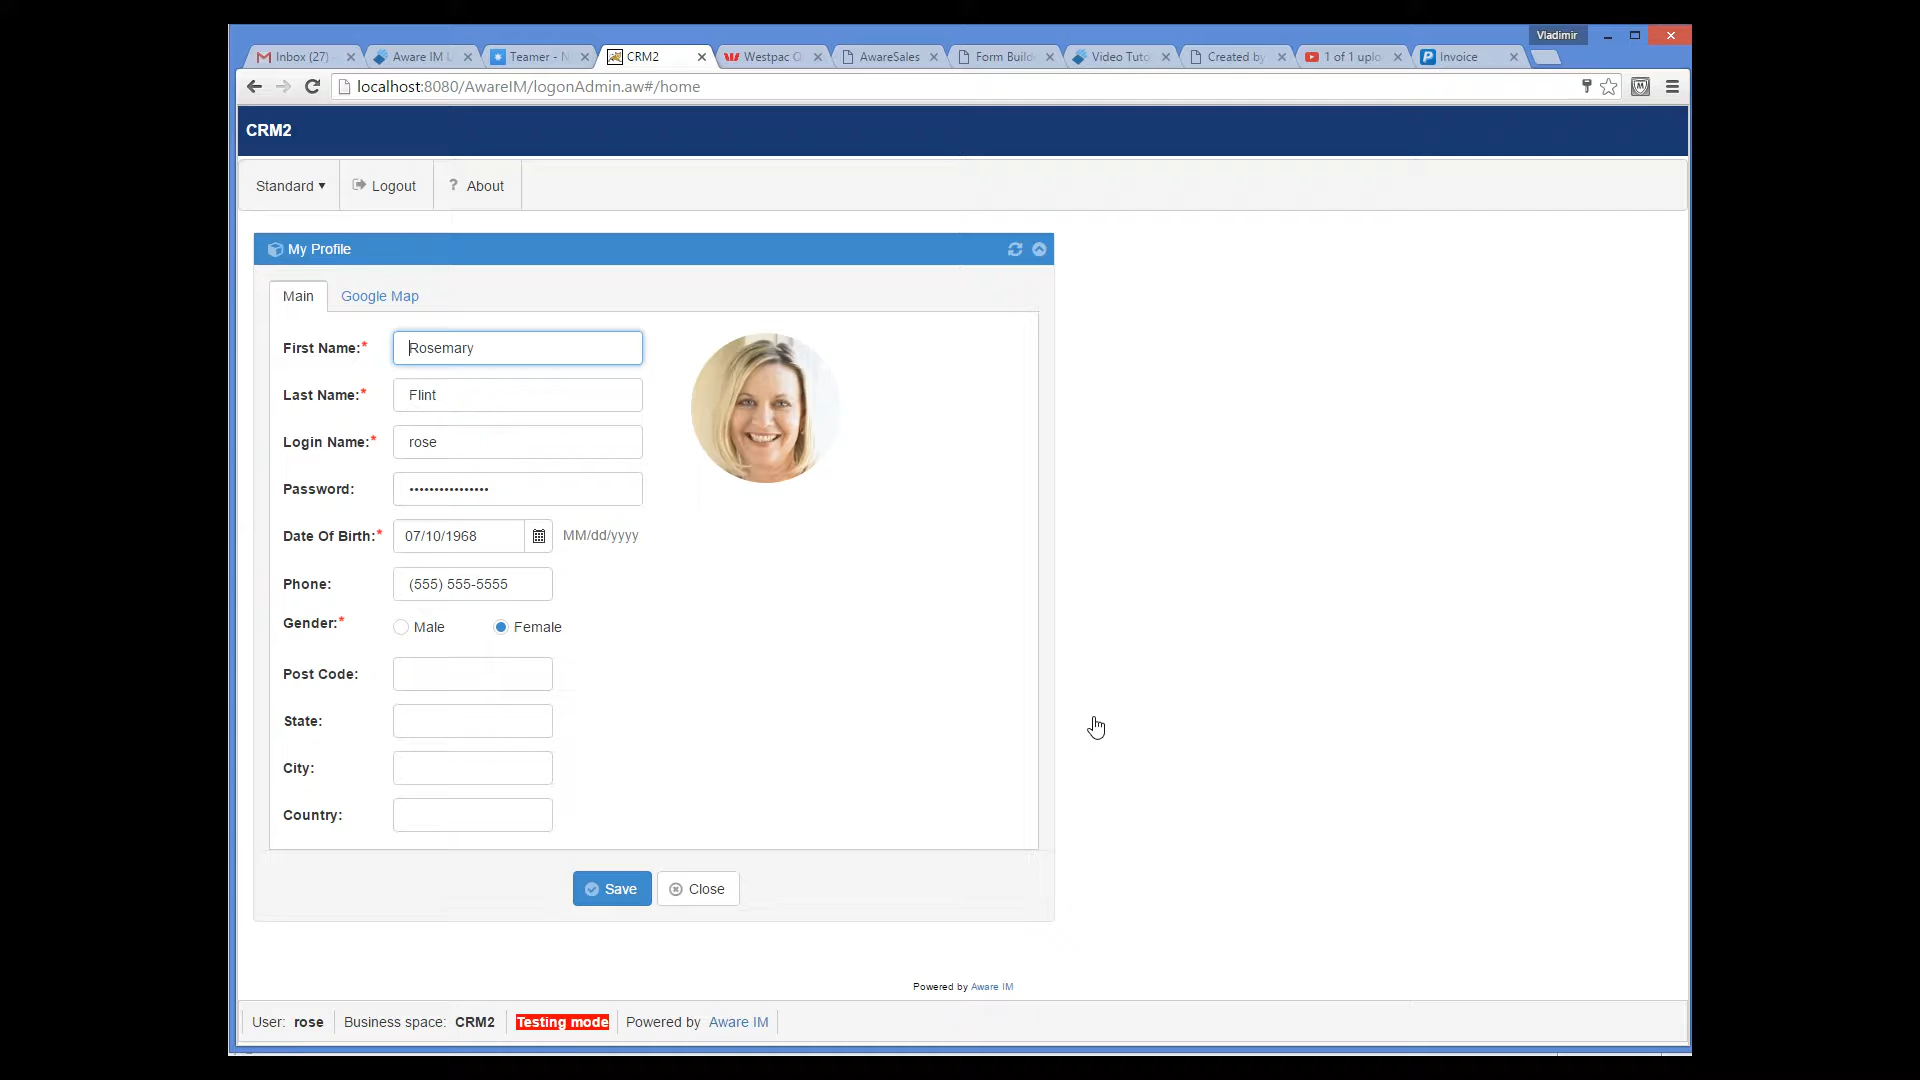 Vladimir
Inbox (27)
Aware IM
Teamer - N
CRM2
Westpac
AwareSales
Form Build
Video Tuto
Created by
1 of 1 uplo
Invoice
localhost:8080/AwareIM/logonAdmin.aw#/home
CRM2
Standard Logout ? About
My Profile
Main Google Map
First Name:* Rosemary
Last Name:* Flint
Login Name:* rose
Password: ••••••••••••••••
Date Of Birth:* 07/10/1968 MM/dd/yyyy
Phone: (555) 555-5555
Gender:* Male Female
Post Code:
State:
City:
Country:
Save Close
Powered by Aware IM
User: rose Business space: CRM2 Testing mode Powered by Aware IM